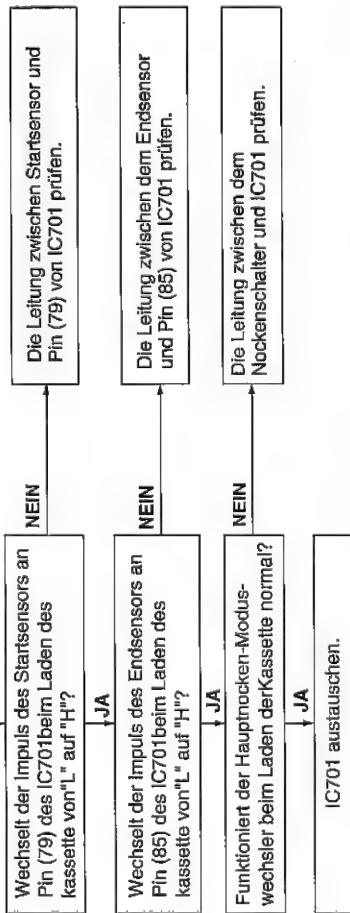 Wechselt der Impuls des Startsensors an
Pin (79) des IC701beim Laden des
kassette von"L" auf "H"?
NEIN
Die Leitung zwischen Startsensor und
Pin (79) von IC701 prüfen.
JA
Wechselt der Impuls des Endsensors an
Pin (85) des IC701beim Laden des
kassette von"L" auf "H"?
NEIN
Die Leitung zwischen dem Endsensor
und Pin (85) von IC701 prüfen.
JA
Funktioniert der Hauptnocken-Modus-
wechsler beim Laden derKassette normal?
NEIN
Die Leitung zwischen dem
Nockenschalter und IC701 prüfen.
JA
IC701 austauschen.